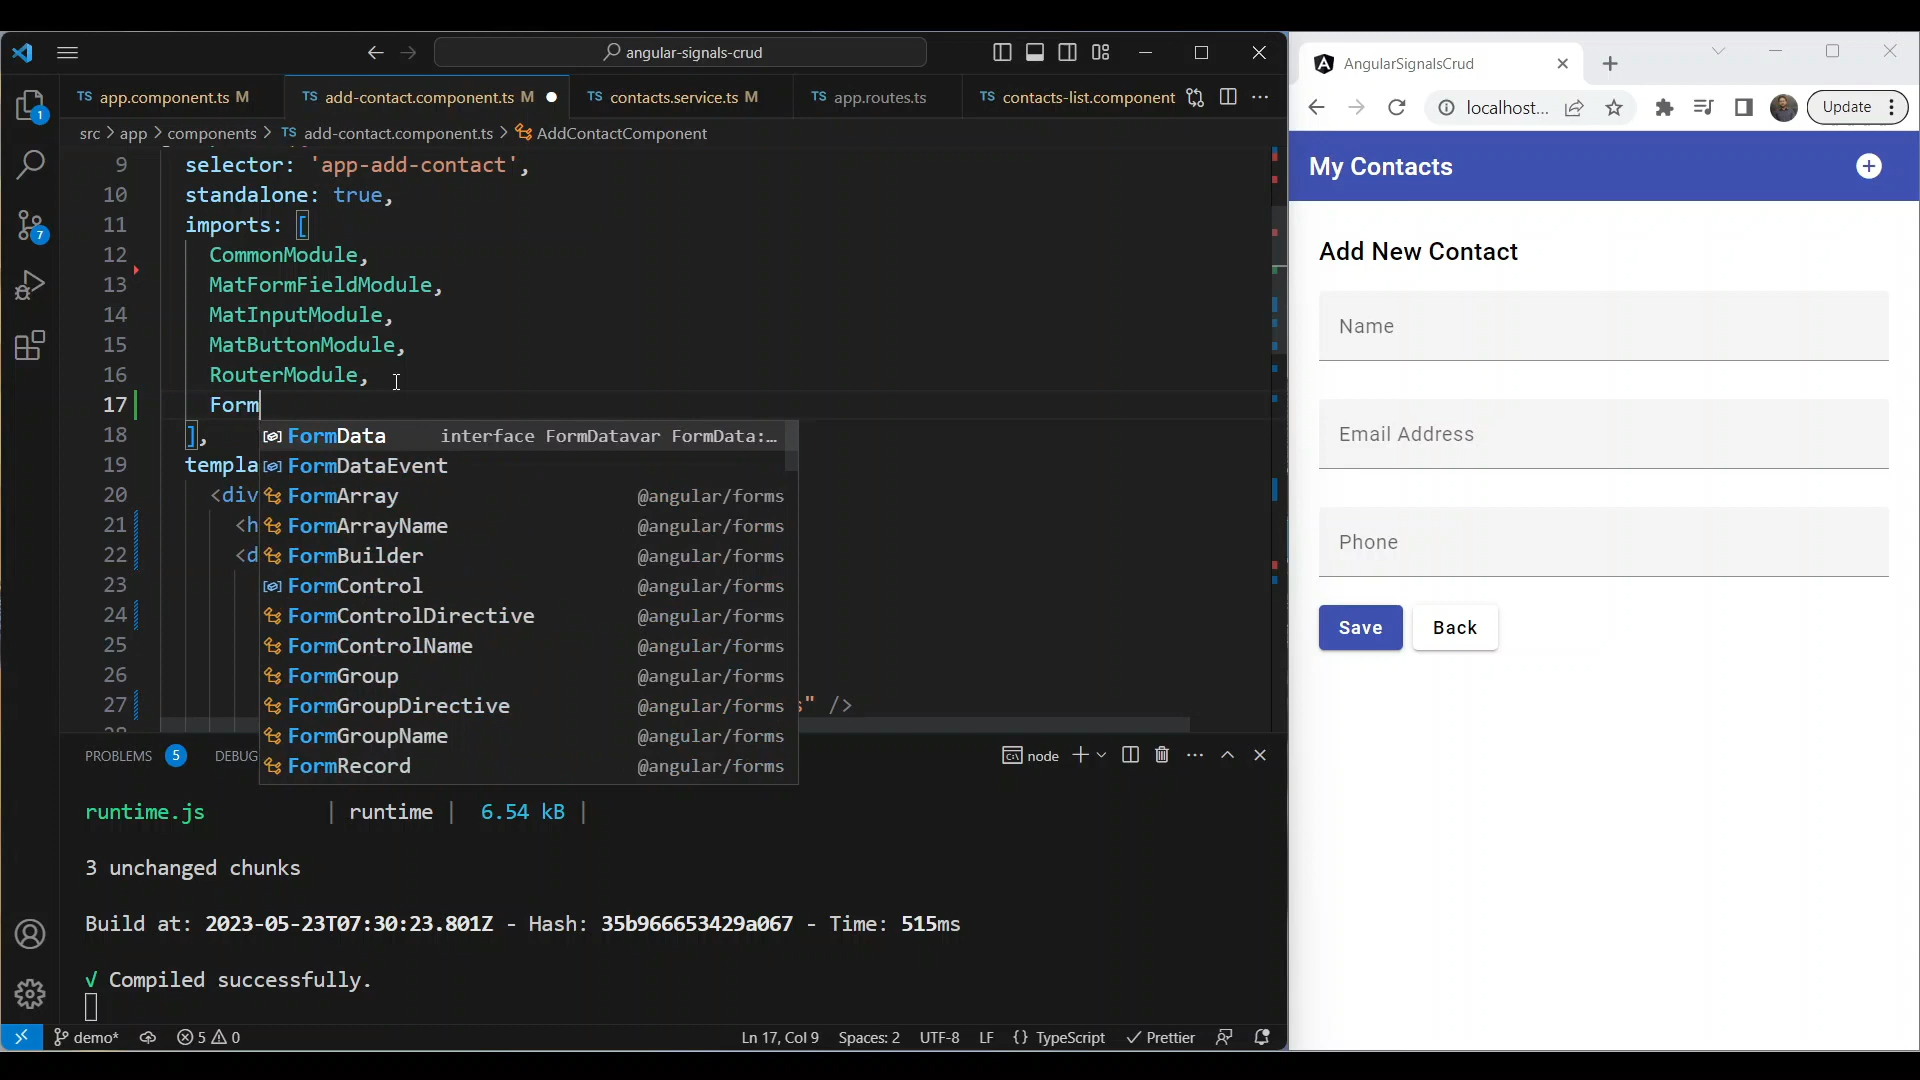 angular-signals-crud
TS app.component.ts M
TS add-contact.component.ts M
TS contacts.service.ts M
TS app.routes.ts
TS contacts-list.component
src > app > components > TS add-contact.component.ts > AddContactComponent
9 selector: 'app-add-contact',
10 standalone: true,
11 imports: [
12 CommonModule,
13 MatFormFieldModule,
14 MatInputModule,
15 MatButtonModule,
16 RouterModule,
17 Form
18 ],
19 templa
20 <div
21 <h
22 <d
23
24
25
26
27 s" />
FormData interface FormDatavar FormData:…
FormDataEvent
FormArray @angular/forms
FormArrayName @angular/forms
FormBuilder @angular/forms
FormControl @angular/forms
FormControlDirective @angular/forms
FormControlName @angular/forms
FormGroup @angular/forms
FormGroupDirective @angular/forms
FormGroupName @angular/forms
FormRecord @angular/forms
1
7
PROBLEMS 5 DEBUG
node
runtime.js | runtime | 6.54 kB |
3 unchanged chunks
Build at: 2023-05-23T07:30:23.801Z - Hash: 35b966653429a067 - Time: 515ms
√ Compiled successfully.
demo* 5 0
Ln 17, Col 9 Spaces: 2 UTF-8 LF {} TypeScript Prettier
AngularSignalsCrud
localhost...
Update
My Contacts
Add New Contact
Name
Email Address
Phone
Save Back